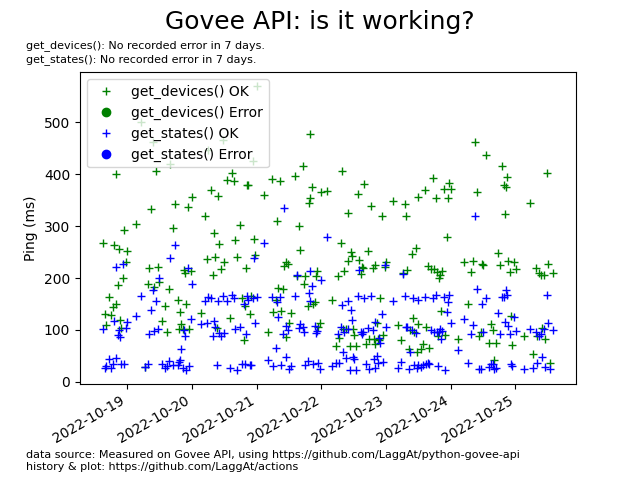 Govee API: is it working?
get_devices(): No recorded error in 7 days.
get_states(): No recorded error in 7 days.
get_devices() OK
get_devices() Error
get_states() OK
get_states() Error
Ping (ms)
500
400
300
200
100
0
2022-10-19
2022-10-20
2022-10-21
2022-10-22
2022-10-23
2022-10-24
2022-10-25
data source: Measured on Govee API, using https://github.com/LaggAt/python-govee-api
history & plot: https://github.com/LaggAt/actions